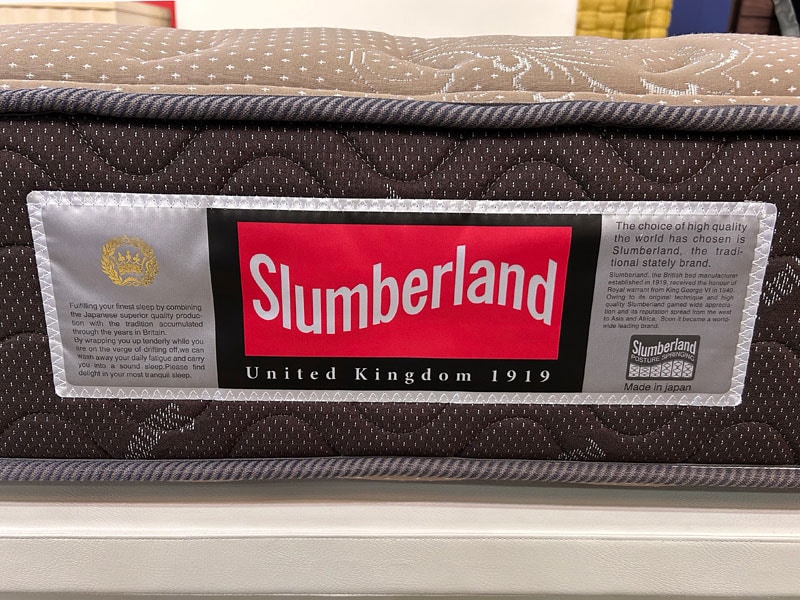 Fulfilling your finest sleep by combining
the Japanese superior quality produc-
tion with the tradition accumulated
through the years in Britain.
By wrapping you up tenderly while you
are on the verge of drifting off,we can
wash away your daily fatigue and carry
you into a sound sleep.Please find
delight in your most tranquil sleep.
Slumberland
United Kingdom 1919
The choice of high quality
the world has chosen is
Slumberland, the tradi-
tional stately brand.
Slumberland, the British bed manufacturer
established in 1919, received the honour of
Royal warrant from King George VI in 1940.
Owing to its original technique and high
quality Slumberland gained wide apprecia-
tion and its reputation spread from the west
to Asia and Africa. Soon it became a world-
wide leading brand.
Slumberland
POSTURE SPRINGING
Made in japan